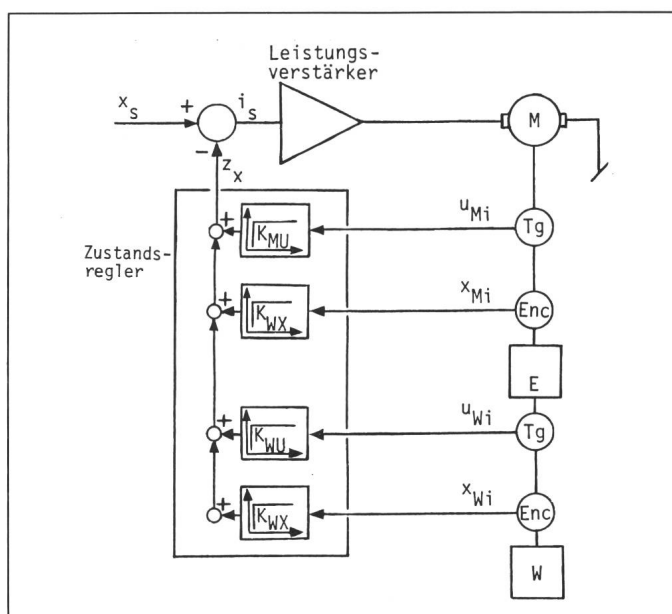 Leistungs-
verstärker
x_s + i_s
M
−
z_x
Zustands-
regler
+ K_MU u_Mi Tg
+ K_WX x_Mi Enc
E
+ K_WU u_Wi Tg
+ K_WX x_Wi Enc
W